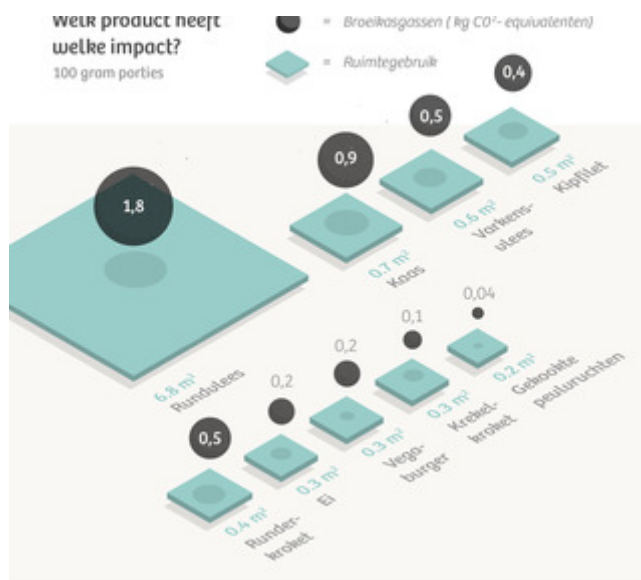 Welk product heeft
welke impact?
100 gram porties
= Broeikasgassen ( kg CO²- equivalenten)
= Ruimtegebruik
1,8
6.8 m²
Rundvlees
0,9
0.7 m²
Kaas
0,5
0.6 m²
Varkens-
vlees
0,4
0.5 m²
Kipfilet
0,5
0.4 m²
Runder-
kroket
0,2
0.3 m²
Ei
0,2
0.3 m²
Vega-
burger
0,1
0.3 m²
Krekel-
kroket
0,04
0.2 m²
Gekookte
peulvruchten